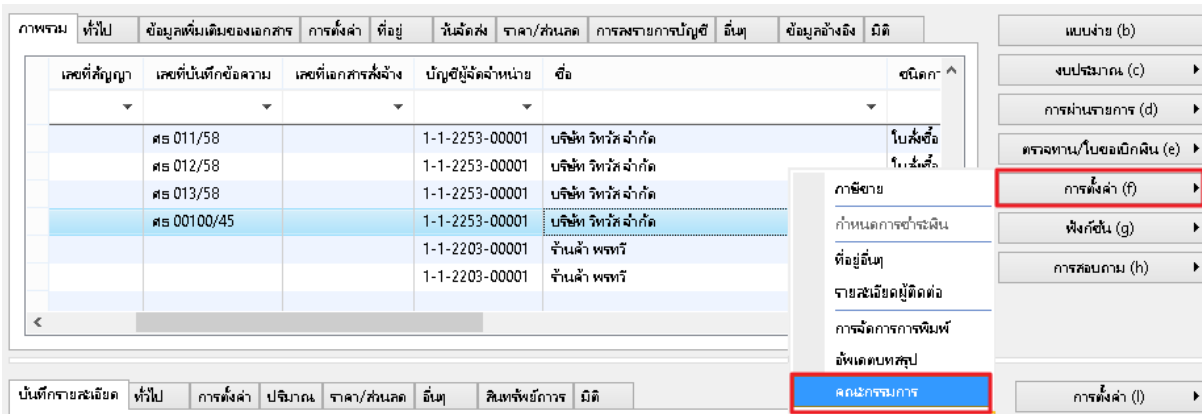 ภาพรวม ทั่วไป ข้อมูลเพิ่มเติมของเอกสาร การตั้งค่า ที่อยู่ วันจัดส่ง ราคา/ส่วนลด การลงรายการบัญชี อื่นๆ ข้อมูลอ้างอิง มิติ
แบบง่าย (b)
งบประมาณ (c)
การผ่านรายการ (d)
ตรวจทาน/ใบขอเบิกเงิน (e)
การตั้งค่า (f)
ฟังก์ชัน (g)
การสอบถาม (h)
เลขที่สัญญา เลขที่บันทึกข้อความ เลขที่เอกสารสั่งจ้าง บัญชีผู้จัดจำหน่าย ชื่อ ชนิดกา
ศธ 011/58 1-1-2253-00001 บริษัท วิทวัส จำกัด ใบสั่งซื้อ
ศธ 012/58 1-1-2253-00001 บริษัท วิทวัส จำกัด ใบสั่งซื้อ
ศธ 013/58 1-1-2253-00001 บริษัท วิทวัส จำกัด
ศธ 00100/45 1-1-2253-00001 บริษัท วิทวัส จำกัด
1-1-2203-00001 ร้านค้า พรทวี
1-1-2203-00001 ร้านค้า พรทวี
ภาษีขาย
กำหนดการชำระเงิน
ที่อยู่อื่นๆ
รายละเอียดผู้ติดต่อ
การจัดการการพิมพ์
อัพเดตบทสรุป
คณะกรรมการ
บันทึกรายละเอียด ทั่วไป การตั้งค่า ปริมาณ ราคา/ส่วนลด อื่นๆ สินทรัพย์ถาวร มิติ
การตั้งค่า (l)